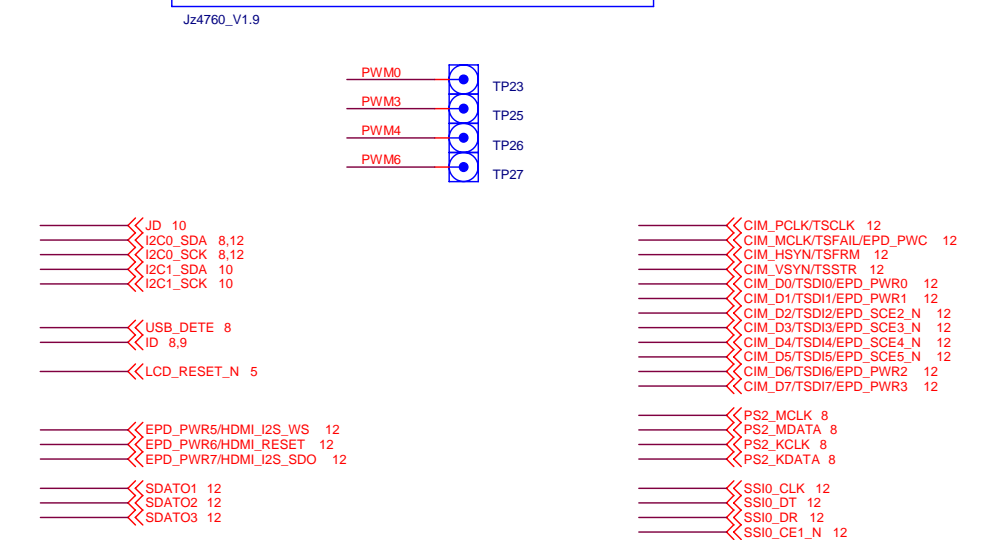 Jz4760_V1.9
PWM0
TP23
PWM3
TP25
PWM4
TP26
PWM6
TP27
JD 10
I2C0_SDA 8,12
I2C0_SCK 8,12
I2C1_SDA 10
I2C1_SCK 10
USB_DETE 8
ID 8,9
LCD_RESET_N 5
EPD_PWR5/HDMI_I2S_WS 12
EPD_PWR6/HDMI_RESET 12
EPD_PWR7/HDMI_I2S_SDO 12
SDATO1 12
SDATO2 12
SDATO3 12
CIM_PCLK/TSCLK 12
CIM_MCLK/TSFAIL/EPD_PWC 12
CIM_HSYN/TSFRM 12
CIM_VSYN/TSSTR 12
CIM_D0/TSDI0/EPD_PWR0 12
CIM_D1/TSDI1/EPD_PWR1 12
CIM_D2/TSDI2/EPD_SCE2_N 12
CIM_D3/TSDI3/EPD_SCE3_N 12
CIM_D4/TSDI4/EPD_SCE4_N 12
CIM_D5/TSDI5/EPD_SCE5_N 12
CIM_D6/TSDI6/EPD_PWR2 12
CIM_D7/TSDI7/EPD_PWR3 12
PS2_MCLK 8
PS2_MDATA 8
PS2_KCLK 8
PS2_KDATA 8
SSI0_CLK 12
SSI0_DT 12
SSI0_DR 12
SSI0_CE1_N 12